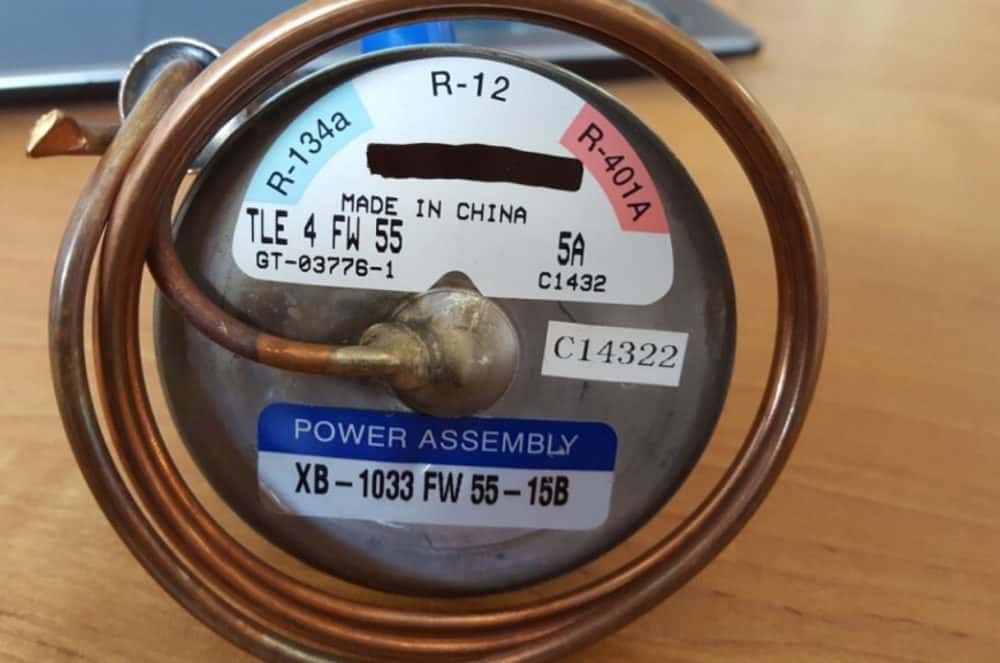 R-12
R-134a
R-401A
MADE IN CHINA
TLE 4 FW 55
5A
GT-03776-1
C1432
C14322
POWER ASSEMBLY
XB-1033 FW 55-15B